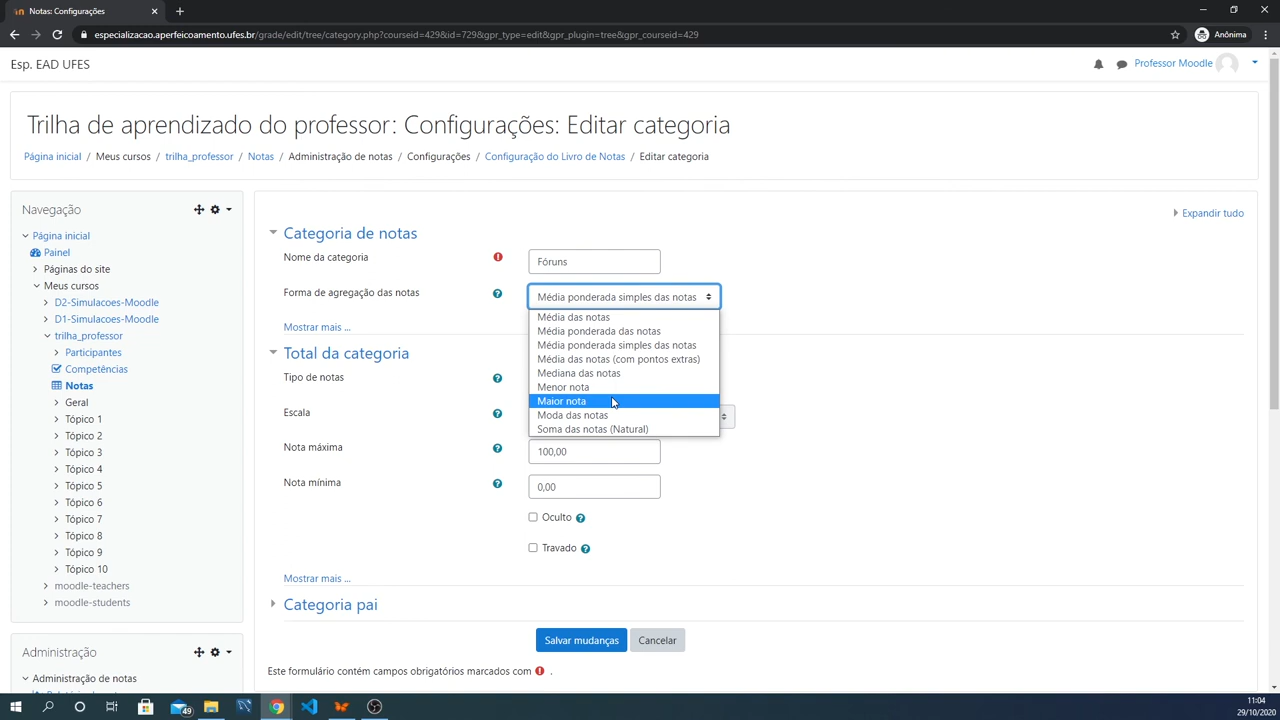 Notas: Configurações
especializacao.aperfeicoamento.ufes.br/grade/edit/tree/category.php?courseid=429&id=729&gpr_type=edit&gpr_plugin=tree&gpr_courseid=429
Anônima
Esp. EAD UFES
Professor Moodle
Trilha de aprendizado do professor: Configurações: Editar categoria
Página inicial / Meus cursos / trilha_professor / Notas / Administração de notas / Configurações / Configuração do Livro de Notas / Editar categoria
Navegação
Página inicial
Painel
Páginas do site
Meus cursos
D2-Simulacoes-Moodle
D1-Simulacoes-Moodle
trilha_professor
Participantes
Competências
Notas
Geral
Tópico 1
Tópico 2
Tópico 3
Tópico 4
Tópico 5
Tópico 6
Tópico 7
Tópico 8
Tópico 9
Tópico 10
moodle-teachers
moodle-students
Administração
Administração de notas
Expandir tudo
Categoria de notas
Nome da categoria
Fóruns
Forma de agregação das notas
Média ponderada simples das notas
Média das notas
Média ponderada das notas
Média ponderada simples das notas
Média das notas (com pontos extras)
Mediana das notas
Menor nota
Maior nota
Moda das notas
Soma das notas (Natural)
Mostrar mais ...
Total da categoria
Tipo de notas
Escala
Nota máxima
100,00
Nota mínima
0,00
Oculto
Travado
Mostrar mais ...
Categoria pai
Salvar mudanças
Cancelar
Este formulário contém campos obrigatórios marcados com .
49
11:04
29/10/2020